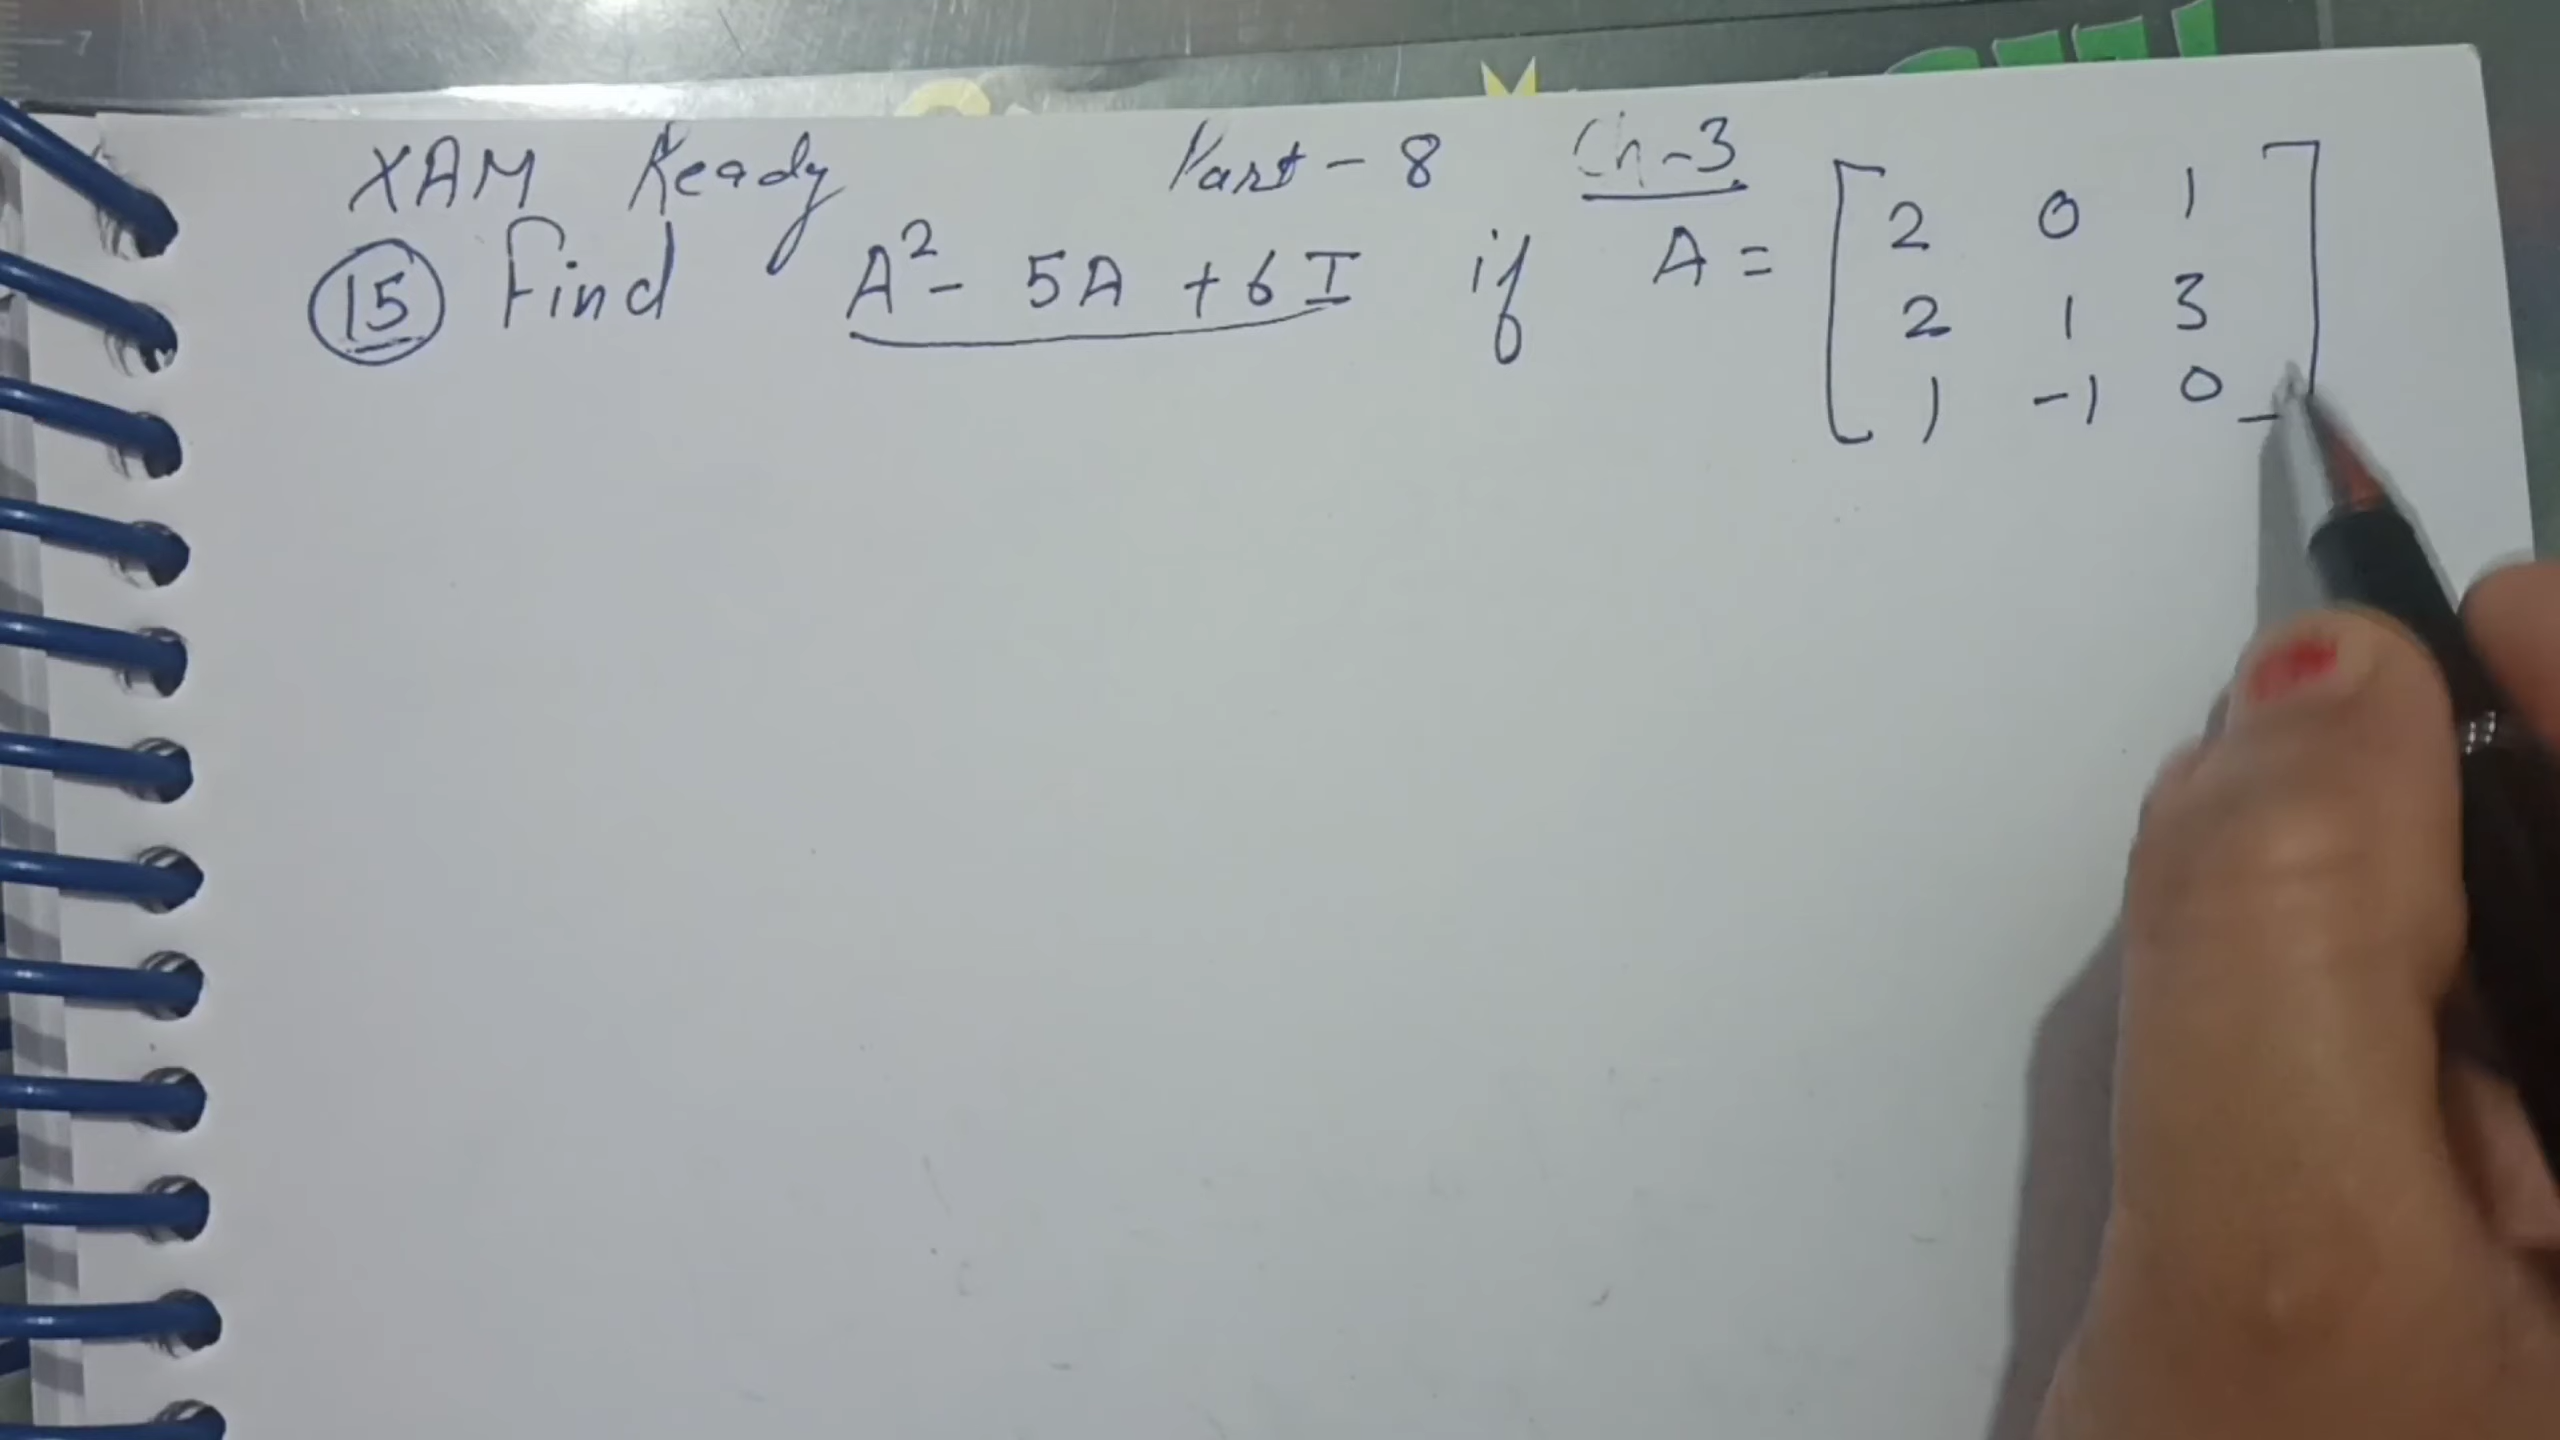 7
XAM Ready Part - 8 Ch-3
15 Find A² - 5A + 6I if A = [2 0 1
2 1 3
1 -1 0]